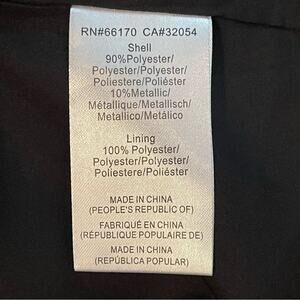 RN#66170 CA#32054
Shell
90%Polyester/
Polyester/Polyester/
Poliestere/Poliéster
10%Metallic/
Métallique/Metallisch/
Metallico/Metálico
Lining
100% Polyester/
Polyester/Polyester/
Poliestere/Poliéster
MADE IN CHINA
(PEOPLE'S REPUBLIC OF)
FABRIQUÉ EN CHINA
(RÉPUBLIQUE POPULAIRE DE)
MADE IN CHINA
(REPÚBLICA POPULAR)